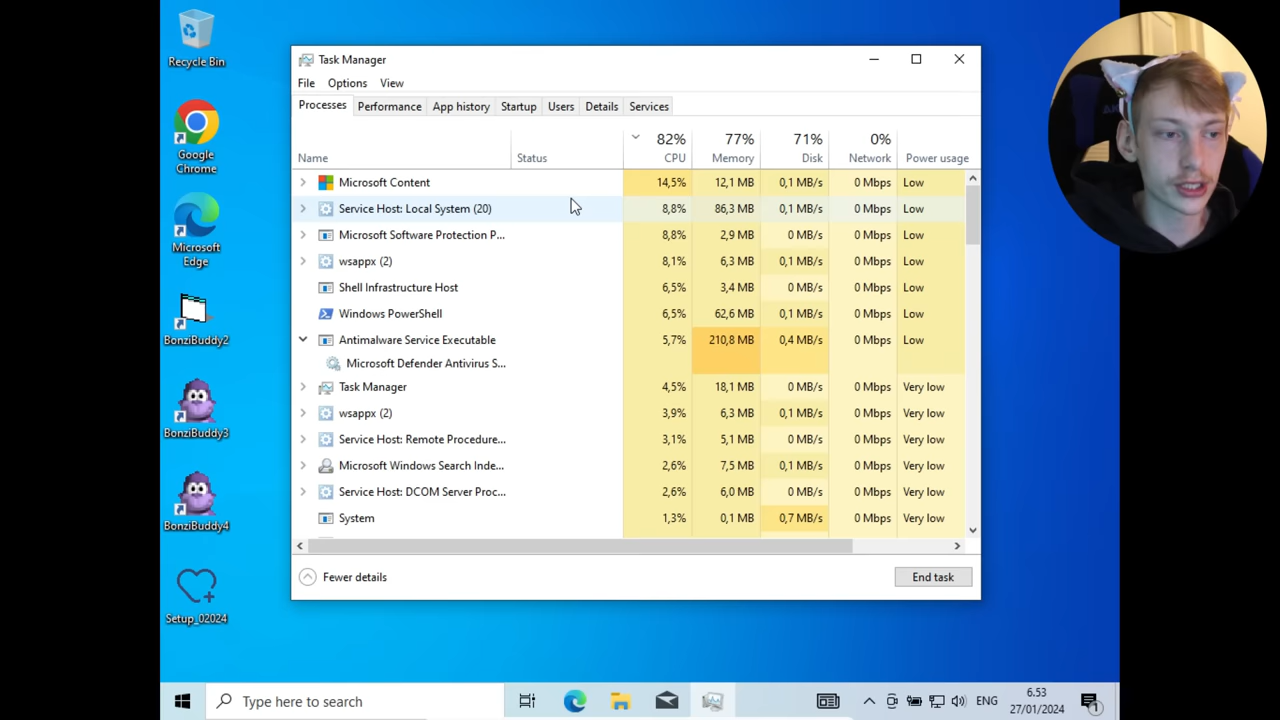 Recycle Bin
Google
Chrome
Microsoft
Edge
BonziBuddy2
BonziBuddy3
BonziBuddy4
Setup_02024
Task Manager
File Options View
Processes Performance App history Startup Users Details Services
82% 77% 71% 0%
Name Status CPU Memory Disk Network Power usage
Microsoft Content 14,5% 12,1 MB 0,1 MB/s 0 Mbps Low
Service Host: Local System (20) 8,8% 86,3 MB 0,1 MB/s 0 Mbps Low
Microsoft Software Protection P... 8,8% 2,9 MB 0 MB/s 0 Mbps Low
wsappx (2) 8,1% 6,3 MB 0,1 MB/s 0 Mbps Low
Shell Infrastructure Host 6,5% 3,4 MB 0 MB/s 0 Mbps Low
Windows PowerShell 6,5% 62,6 MB 0,1 MB/s 0 Mbps Low
Antimalware Service Executable 5,7% 210,8 MB 0,4 MB/s 0 Mbps Low
Microsoft Defender Antivirus S...
Task Manager 4,5% 18,1 MB 0 MB/s 0 Mbps Very low
wsappx (2) 3,9% 6,3 MB 0,1 MB/s 0 Mbps Very low
Service Host: Remote Procedure... 3,1% 5,1 MB 0 MB/s 0 Mbps Very low
Microsoft Windows Search Inde... 2,6% 7,5 MB 0,1 MB/s 0 Mbps Very low
Service Host: DCOM Server Proc... 2,6% 6,0 MB 0 MB/s 0 Mbps Very low
System 1,3% 0,1 MB 0,7 MB/s 0 Mbps Very low
Fewer details End task
Type here to search
ENG
6.53
27/01/2024
1